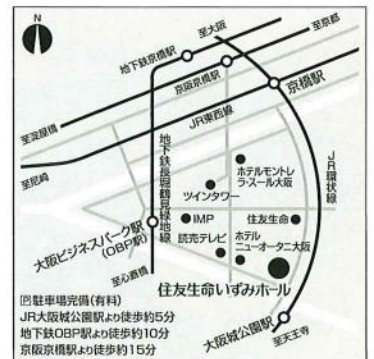 N
至大阪
至京都
地下鉄京橋駅
京阪京橋駅
京橋駅
至淀屋橋
JR東西線
至尼崎
地下鉄長堀鶴見緑地線
JR環状線
ホテルモントレ
ラ・スール大阪
ツインタワー
IMP
住友生命
大阪ビジネスパーク駅
(OBP駅)
読売テレビ
ホテル
ニューオータニ大阪
至心斎橋
住友生命いずみホール
大阪城公園駅
至天王寺
P駐車場完備(有料)
JR大阪城公園駅より徒歩約5分
地下鉄OBP駅より徒歩約10分
京阪京橋駅より徒歩約15分